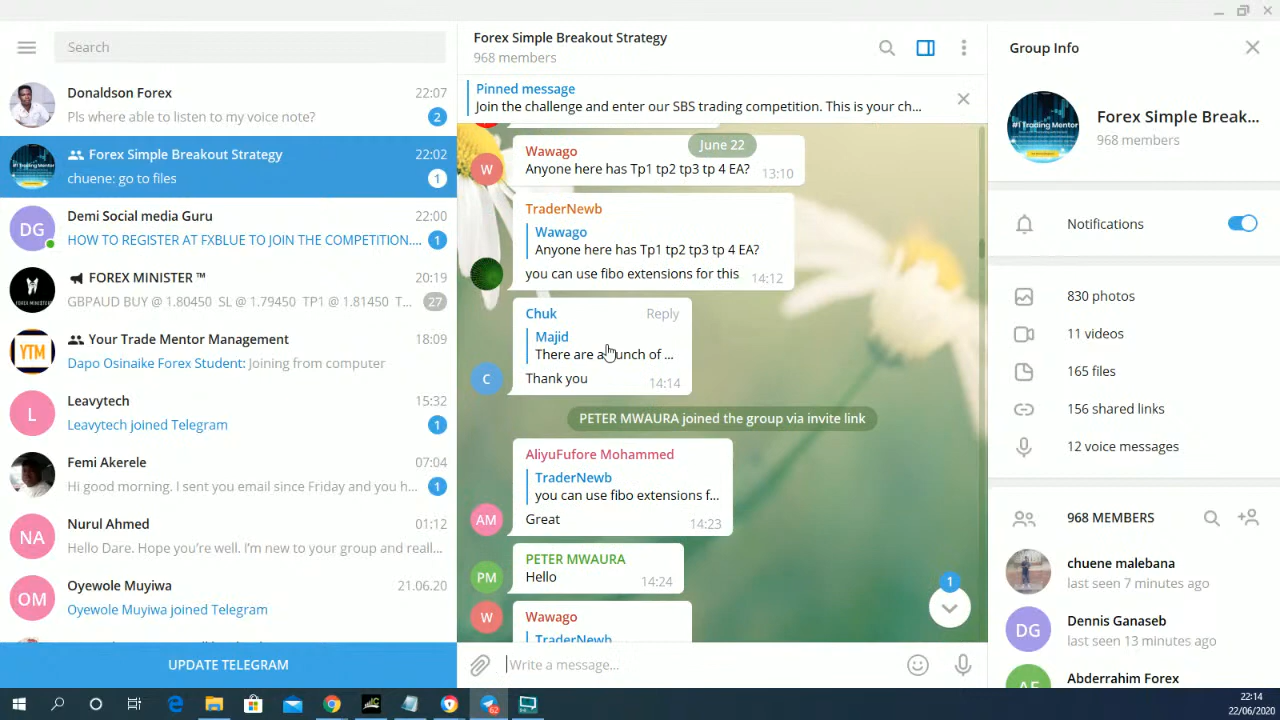 Search
Donaldson Forex 22:07
Pls where able to listen to my voice note? 2
Forex Simple Breakout Strategy 22:02
chuene: go to files 1
DG
Demi Social media Guru 22:00
HOW TO REGISTER AT FXBLUE TO JOIN THE COMPETITION.... 1
FOREX MINISTER ™ 20:19
GBPAUD BUY @ 1.80450 SL @ 1.79450 TP1 @ 1.81450 T... 27
YTM
Your Trade Mentor Management 18:09
Dapo Osinaike Forex Student: Joining from computer
L
Leavytech 15:32
Leavytech joined Telegram 1
Femi Akerele 07:04
Hi good morning. I sent you email since Friday and you h... 1
NA
Nurul Ahmed 01:12
Hello Dare. Hope you're well. I'm new to your group and reall...
OM
Oyewole Muyiwa 21.06.20
Oyewole Muyiwa joined Telegram
UPDATE TELEGRAM
Forex Simple Breakout Strategy
968 members
Pinned message
Join the challenge and enter our SBS trading competition. This is your ch...
June 22
W
Wawago
Anyone here has Tp1 tp2 tp3 tp 4 EA? 13:10
TraderNewb
Wawago
Anyone here has Tp1 tp2 tp3 tp 4 EA?
you can use fibo extensions for this 14:12
C
Chuk Reply
Majid
There are a bunch of ...
Thank you 14:14
PETER MWAURA joined the group via invite link
AM
AliyuFufore Mohammed
TraderNewb
you can use fibo extensions f...
Great 14:23
PM
PETER MWAURA
Hello 14:24
W
Wawago
TraderNewb
1
Write a message...
Group Info
#1 Trading Mentor
Forex Simple Break...
968 members
Notifications
830 photos
11 videos
165 files
156 shared links
12 voice messages
968 MEMBERS
chuene malebana
last seen 7 minutes ago
DG
Dennis Ganaseb
last seen 13 minutes ago
Abderrahim Forex
62
22:14
22/06/2020